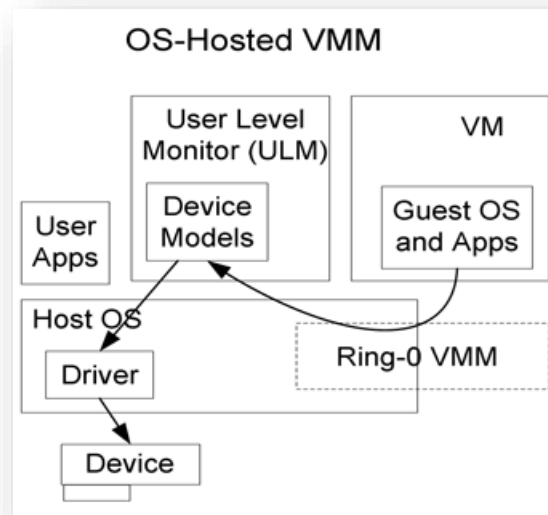 OS-Hosted VMM
User Level
Monitor (ULM)
VM
Device
Models
Guest OS
and Apps
User
Apps
Host OS
Ring-0 VMM
Driver
Device